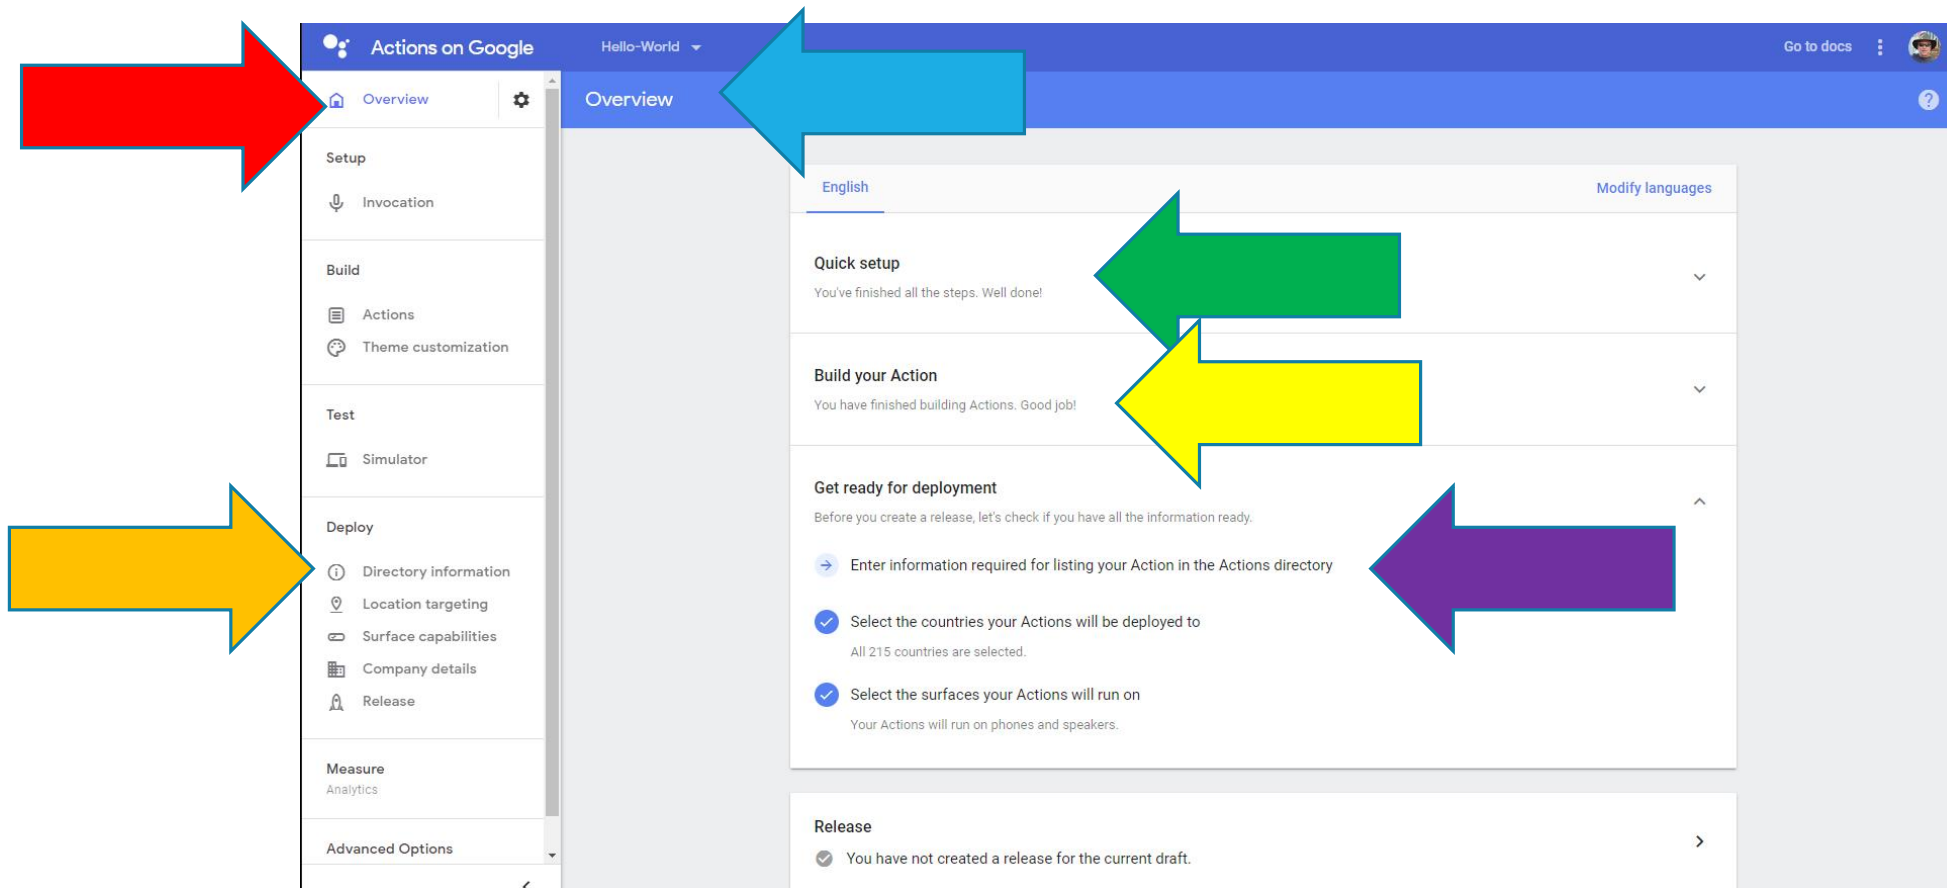 Actions on Google
Hello-World
Go to docs
Overview
Overview
Setup
Invocation
Build
Actions
Theme customization
Test
Simulator
Deploy
Directory information
Location targeting
Surface capabilities
Company details
Release
Measure
Analytics
Advanced Options
English
Modify languages
Quick setup
You've finished all the steps. Well done!
Build your Action
You have finished building Actions. Good job!
Get ready for deployment
Before you create a release, let's check if you have all the information ready.
Enter information required for listing your Action in the Actions directory
Select the countries your Actions will be deployed to
All 215 countries are selected.
Select the surfaces your Actions will run on
Your Actions will run on phones and speakers.
Release
You have not created a release for the current draft.